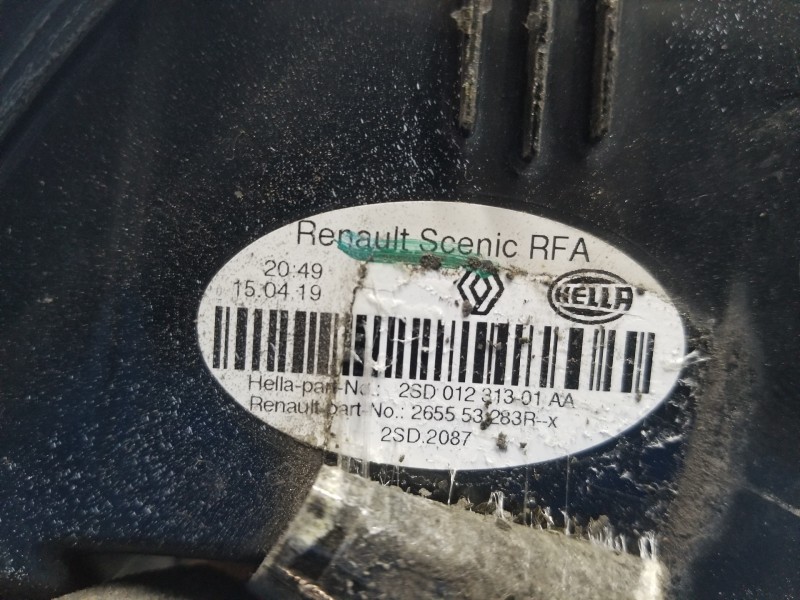 Renault Scenic RFA
20:49
15.04.19
HELLA
Hella-part-No.: 2SD 012 313-01 AA
Renault-part-No.: 2655 53 283R--x
2SD.2087